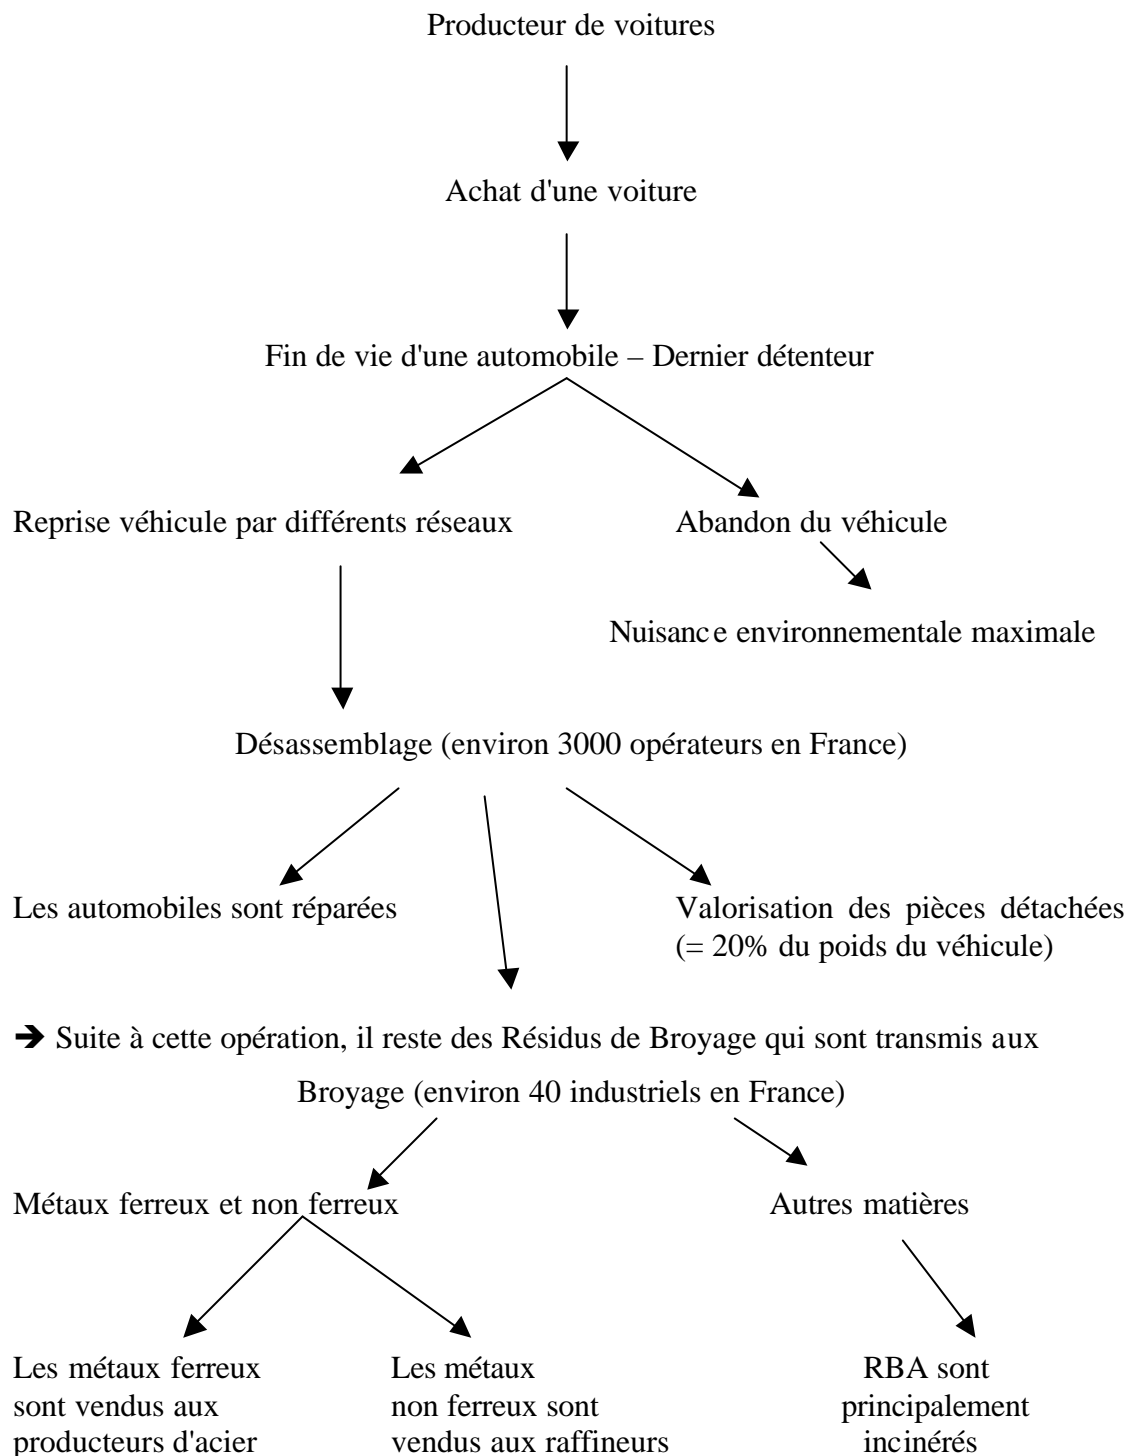 Producteur de voitures
Achat d'une voiture
Fin de vie d'une automobile – Dernier détenteur
Reprise véhicule par différents réseaux
Abandon du véhicule
Nuisance environnementale maximale
Désassemblage (environ 3000 opérateurs en France)
Les automobiles sont réparées
Valorisation des pièces détachées
(= 20% du poids du véhicule)
➔ Suite à cette opération, il reste des Résidus de Broyage qui sont transmis aux
Broyage (environ 40 industriels en France)
Métaux ferreux et non ferreux
Autres matières
Les métaux ferreux
sont vendus aux
producteurs d'acier
Les métaux
non ferreux sont
vendus aux raffineurs
RBA sont
principalement
incinérés